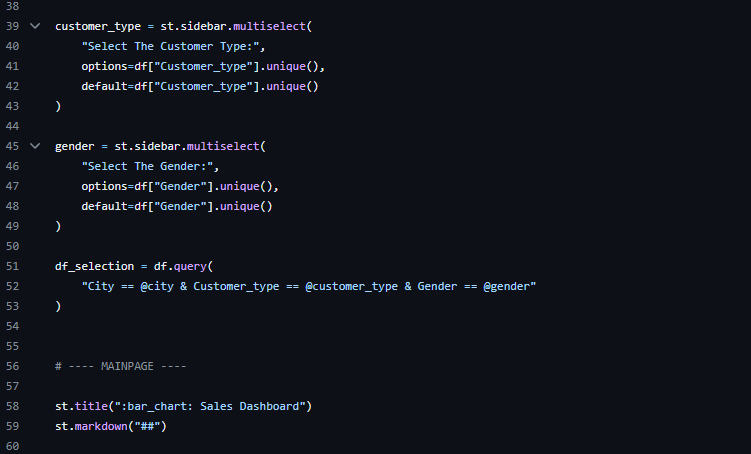 38
39 customer_type = st.sidebar.multiselect(
40 "Select The Customer Type:",
41 options=df["Customer_type"].unique(),
42 default=df["Customer_type"].unique()
43 )
44
45 gender = st.sidebar.multiselect(
46 "Select The Gender:",
47 options=df["Gender"].unique(),
48 default=df["Gender"].unique()
49 )
50
51 df_selection = df.query(
52 "City == @city & Customer_type == @customer_type & Gender == @gender"
53 )
54
55
56 # ---- MAINPAGE ----
57
58 st.title(":bar_chart: Sales Dashboard")
59 st.markdown("##")
60